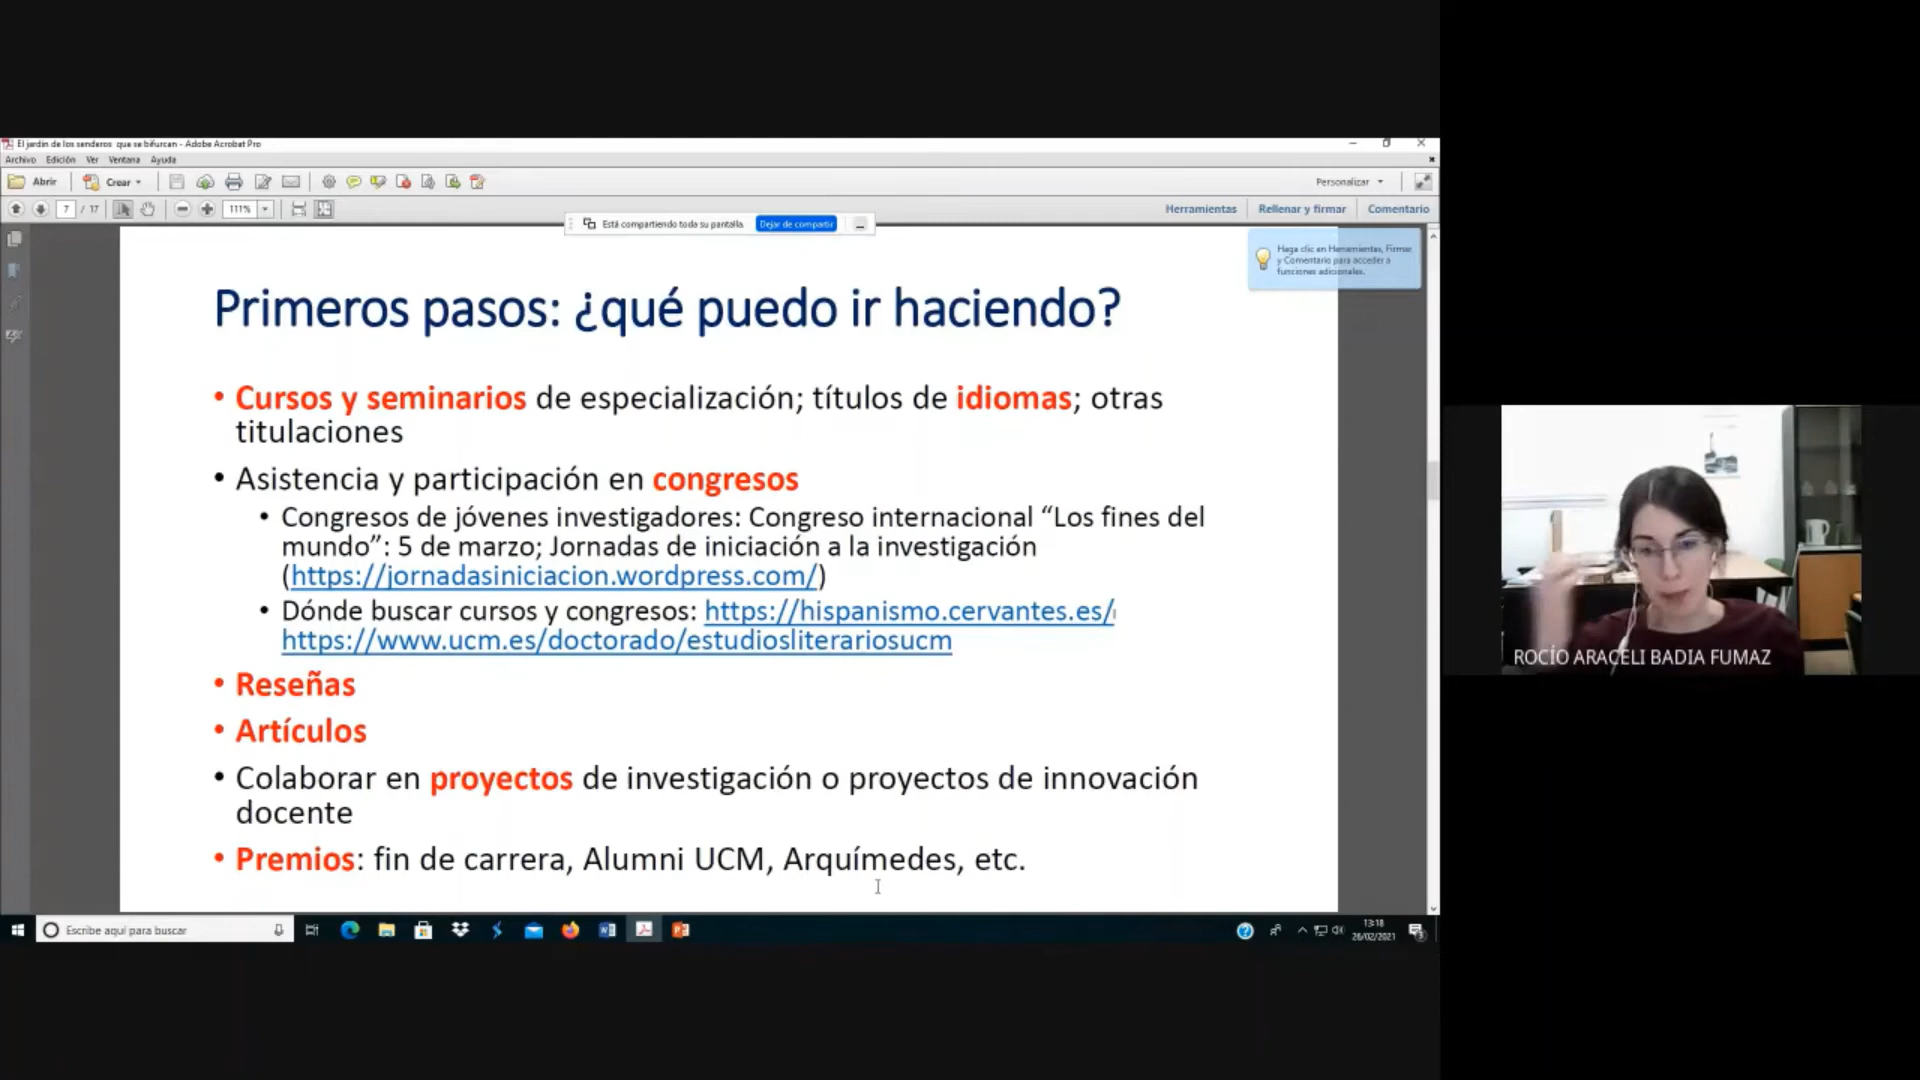 El jardín de los senderos que se bifurcan - Adobe Acrobat Pro
Archivo Edición Ver Ventana Ayuda
Abrir Crear Personalizar
7 / 17 111% Herramientas Rellenar y firmar Comentario
Está compartiendo toda su pantalla. Dejar de compartir
Haga clic en Herramientas, Firmar
y Comentario para acceder a
funciones adicionales.
Primeros pasos: ¿qué puedo ir haciendo?
• Cursos y seminarios de especialización; títulos de idiomas; otras
titulaciones
• Asistencia y participación en congresos
• Congresos de jóvenes investigadores: Congreso internacional “Los fines del
mundo”: 5 de marzo; Jornadas de iniciación a la investigación
(https://jornadasiniciacion.wordpress.com/)
• Dónde buscar cursos y congresos: https://hispanismo.cervantes.es/
https://www.ucm.es/doctorado/estudiosliterariosucm
• Reseñas
• Artículos
• Colaborar en proyectos de investigación o proyectos de innovación
docente
• Premios: fin de carrera, Alumni UCM, Arquímedes, etc.
ROCÍO ARACELI BADIA FUMAZ
Escribe aquí para buscar
13:18
26/02/2021